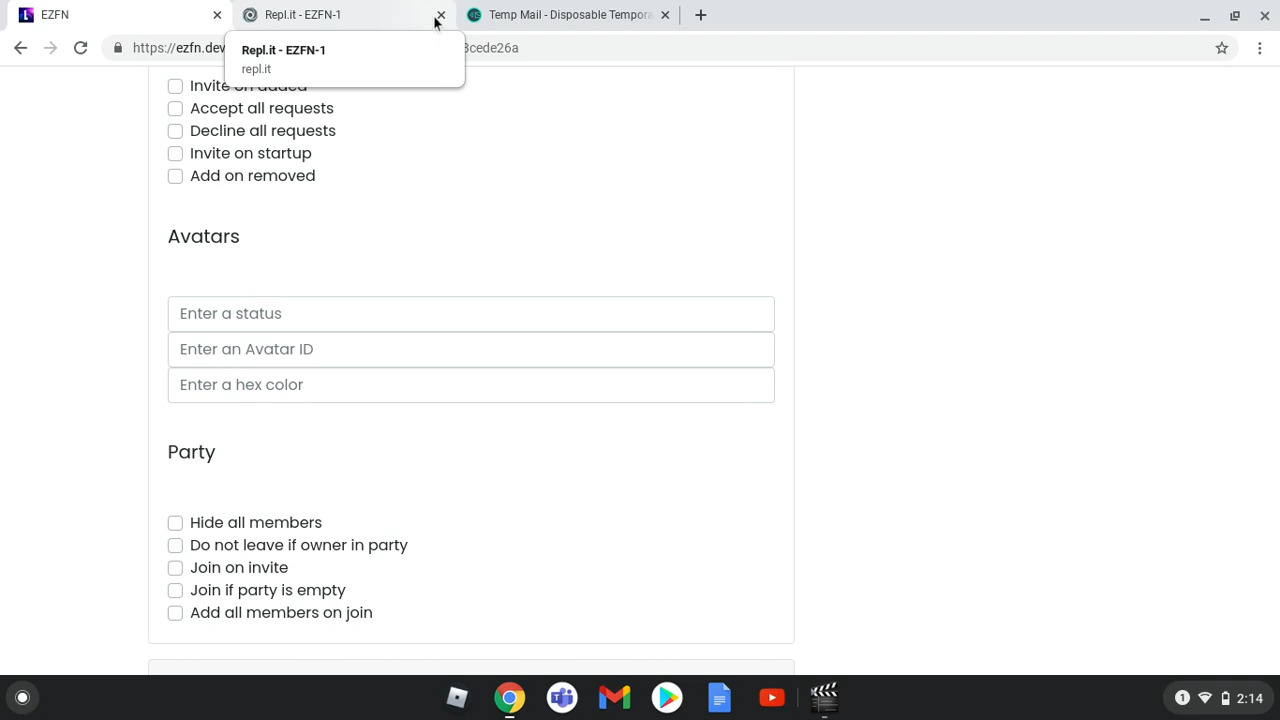 EZFN
Repl.it - EZFN-1
Temp Mail - Disposable Tempora
https://ezfn.dev
3cede26a
Repl.it - EZFN-1
repl.it
Invite on added
Accept all requests
Decline all requests
Invite on startup
Add on removed
Avatars
Enter a status
Enter an Avatar ID
Enter a hex color
Party
Hide all members
Do not leave if owner in party
Join on invite
Join if party is empty
Add all members on join
1
2:14